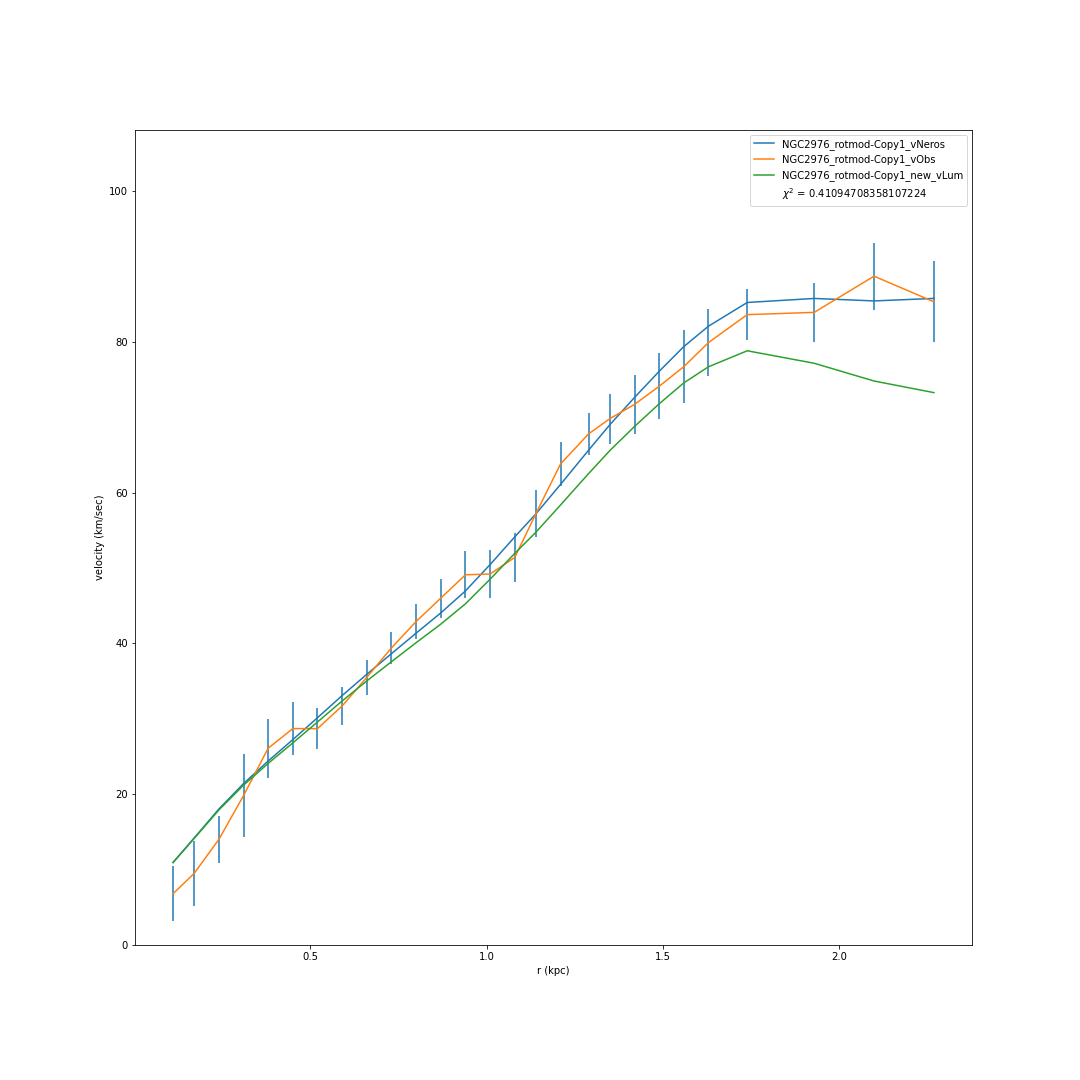 NGC2976_rotmod-Copy1_vNeros
NGC2976_rotmod-Copy1_vObs
NGC2976_rotmod-Copy1_new_vLum
χ² = 0.41094708358107224
100
80
60
40
20
0
velocity (km/sec)
0.5 1.0 1.5 2.0
r (kpc)